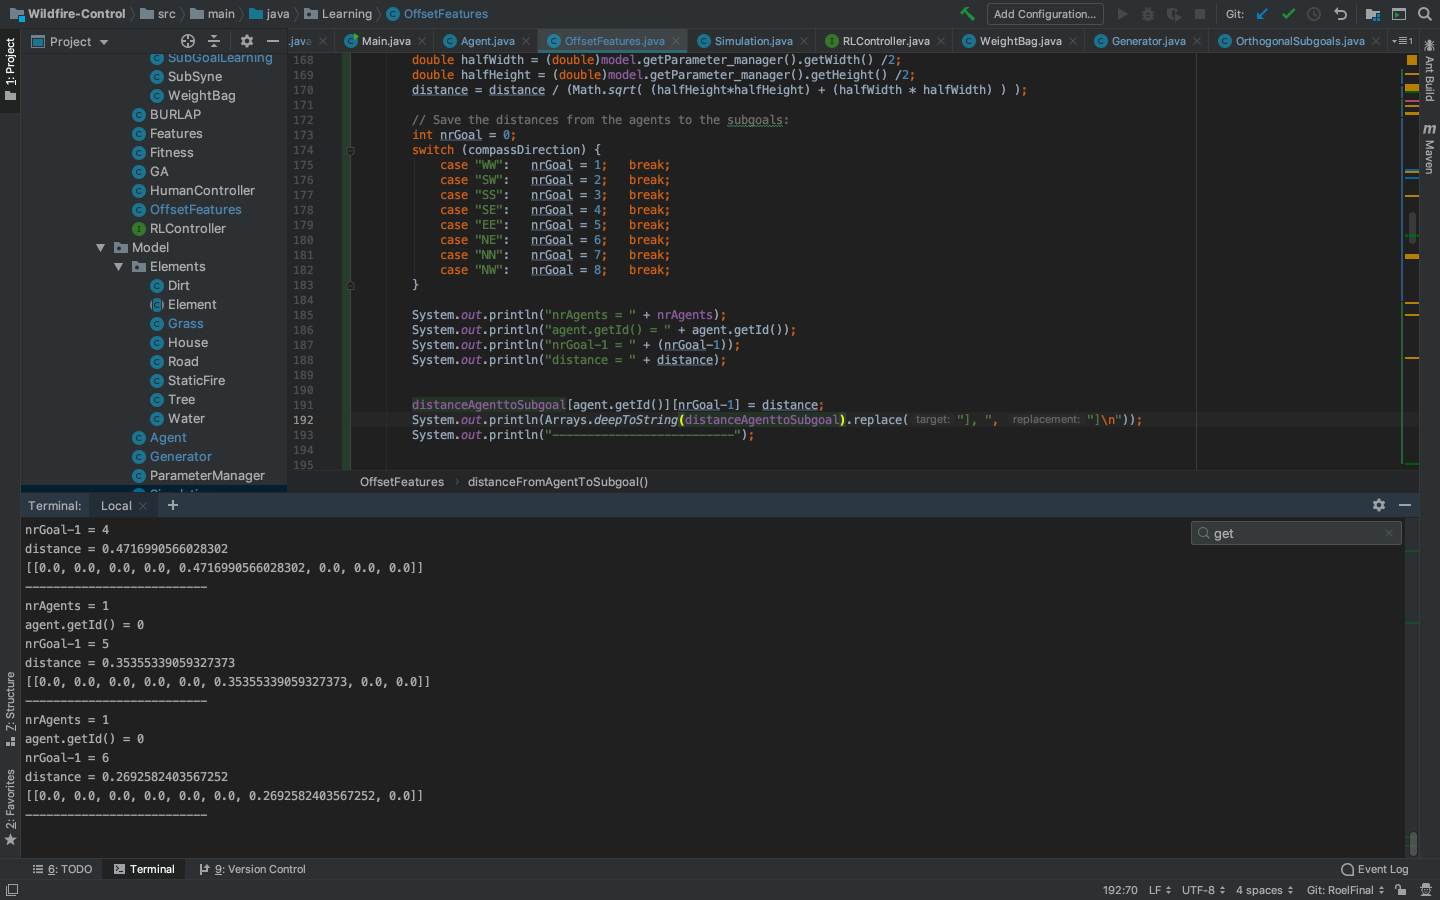 Wildfire-Control
src
main
java
Learning
OffsetFeatures
Add Configuration...
Git:
Project
.java
Main.java
Agent.java
OffsetFeatures.java
Simulation.java
RLController.java
WeightBag.java
Generator.java
OrthogonalSubgoals.java
1: Project
SubGoalLearning
SubSyne
WeightBag
BURLAP
Features
Fitness
GA
HumanController
OffsetFeatures
RLController
Model
Elements
Dirt
Element
Grass
House
Road
StaticFire
Tree
Water
Agent
Generator
ParameterManager
168 double halfWidth = (double)model.getParameter_manager().getWidth() /2;
169 double halfHeight = (double)model.getParameter_manager().getHeight() /2;
170 distance = distance / (Math.sqrt( (halfHeight*halfHeight) + (halfWidth * halfWidth) ) );
171
172 // Save the distances from the agents to the subgoals:
173 int nrGoal = 0;
174 switch (compassDirection) {
175 case "WW": nrGoal = 1; break;
176 case "SW": nrGoal = 2; break;
177 case "SS": nrGoal = 3; break;
178 case "SE": nrGoal = 4; break;
179 case "EE": nrGoal = 5; break;
180 case "NE": nrGoal = 6; break;
181 case "NN": nrGoal = 7; break;
182 case "NW": nrGoal = 8; break;
183 }
184
185 System.out.println("nrAgents = " + nrAgents);
186 System.out.println("agent.getId() = " + agent.getId());
187 System.out.println("nrGoal-1 = " + (nrGoal-1));
188 System.out.println("distance = " + distance);
189
190
191 distanceAgenttoSubgoal[agent.getId()][nrGoal-1] = distance;
192 System.out.println(Arrays.deepToString(distanceAgenttoSubgoal).replace( target: "], ", replacement: "]\n"));
193 System.out.println("--------------------------");
194
195
OffsetFeatures
distanceFromAgentToSubgoal()
Ant Build
Maven
Terminal:
Local
get
nrGoal-1 = 4
distance = 0.4716990566028302
[[0.0, 0.0, 0.0, 0.0, 0.4716990566028302, 0.0, 0.0, 0.0]]
--------------------------
nrAgents = 1
agent.getId() = 0
nrGoal-1 = 5
distance = 0.35355339059327373
[[0.0, 0.0, 0.0, 0.0, 0.0, 0.35355339059327373, 0.0, 0.0]]
--------------------------
nrAgents = 1
agent.getId() = 0
nrGoal-1 = 6
distance = 0.2692582403567252
[[0.0, 0.0, 0.0, 0.0, 0.0, 0.0, 0.2692582403567252, 0.0]]
--------------------------
Z: Structure
2: Favorites
6: TODO
Terminal
9: Version Control
Event Log
192:70
LF
UTF-8
4 spaces
Git: RoelFinal